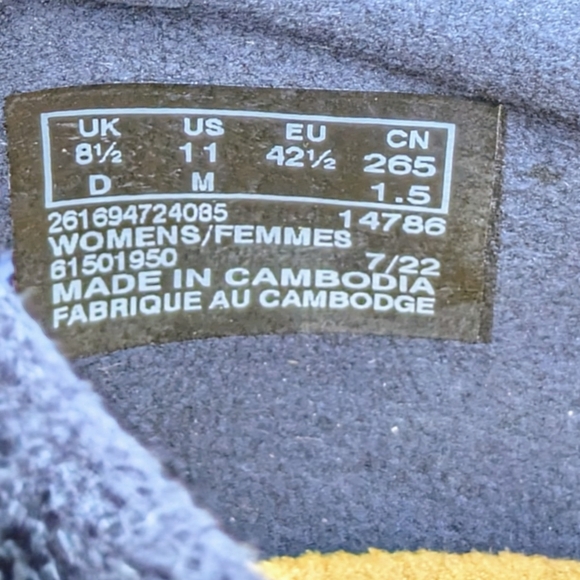 UK US EU CN
8½ 11 42½ 265
D M 1.5
261694724085 14786
WOMENS/FEMMES
61501950 7/22
MADE IN CAMBODIA
FABRIQUE AU CAMBODGE